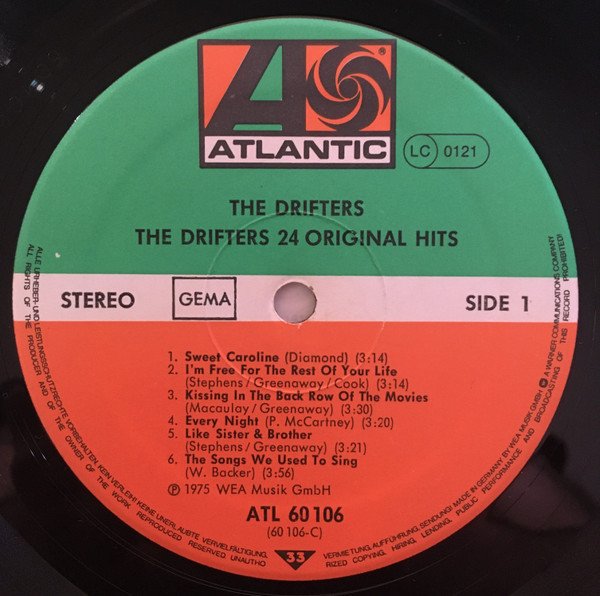 ®
ATLANTIC
LC 0121
THE DRIFTERS
THE DRIFTERS 24 ORIGINAL HITS
STEREO
GEMA
SIDE 1
1. Sweet Caroline (Diamond) (3:14)
2. I'm Free For The Rest Of Your Life
(Stephens/Greenaway/Cook) (3:14)
3. Kissing In The Back Row Of The Movies
(Macaulay/Greenaway) (3:30)
4. Every Night (P. McCartney) (3:20)
5. Like Sister & Brother
(Stephens/Greenaway) (3:21)
6. The Songs We Used To Sing
(W. Backer) (3:56)
℗ 1975 WEA Musik GmbH
ATL 60 106
(60 106-C)
33
ALLE URHEBER- UND LEISTUNGSSCHUTZRECHTE VORBEHALTEN. KEIN VERLEIH! KEINE UNERLAUBTE VERVIELFÄLTIGUNG, VERMIETUNG, AUFFÜHRUNG, SENDUNG! MADE IN GERMANY BY WEA MUSIK GMBH A WARNER COMMUNICATIONS COMPANY
ALL RIGHTS OF THE PRODUCER AND OF THE OWNER OF THE WORK REPRODUCED RESERVED. UNAUTHORIZED COPYING, HIRING, LENDING, PUBLIC PERFORMANCE AND BROADCASTING OF THIS RECORD PROHIBITED!